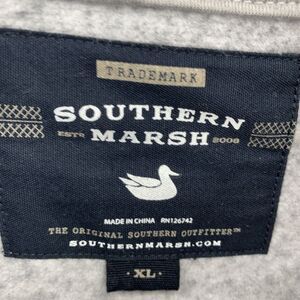 TRADEMARK
SOUTHERN
ESTD MARSH 2008
MADE IN CHINA RN126742
THE ORIGINAL SOUTHERN OUTFITTER™
SOUTHERNMARSH.COM
· XL ·